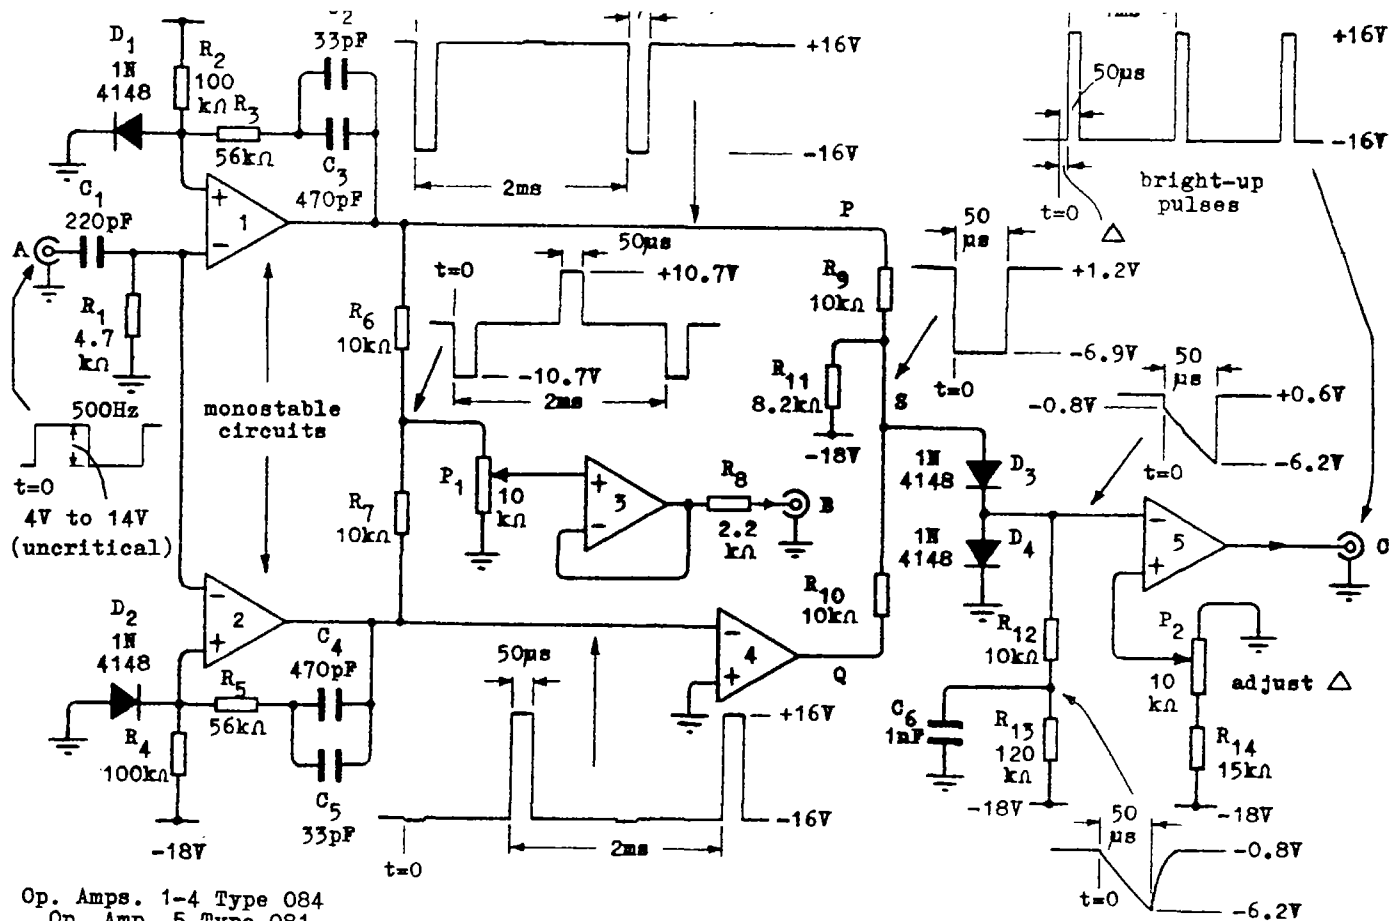 D1
1N
4148
R2
100
kΩ
R3
56kΩ
33pF
C3
470pF
C1
220pF
A
R1
4.7
kΩ
+
1
−
+16V
-16V
2ms
P
50µs
t=0
+10.7V
-10.7V
2ms
R6
10kΩ
monostable
circuits
500Hz
t=0
4V to 14V
(uncritical)
R7
10kΩ
P1
10
kΩ
+
3
−
R8
2.2
kΩ
B
50µs
+16V
-16V
t=0
△
bright-up
pulses
R9
10kΩ
R11
8.2kΩ
-18V
S
50
µs
+1.2V
-6.9V
t=0
50
µs
-0.8V
+0.6V
-6.2V
t=0
1N
4148
D3
1N
4148
D4
−
5
+
C
R10
10kΩ
−
2
+
D2
1N
4148
R5
56kΩ
R4
100kΩ
-18V
C4
470pF
C5
33pF
50µs
+16V
-16V
2ms
t=0
−
4
+
Q
R12
10kΩ
C6
1nF
R13
120
kΩ
-18V
P2
10
kΩ
adjust △
R14
15kΩ
-18V
50
µs
-0.8V
t=0
-6.2V
Op. Amps. 1-4 Type 084
Op. Amp. 5 Type 081